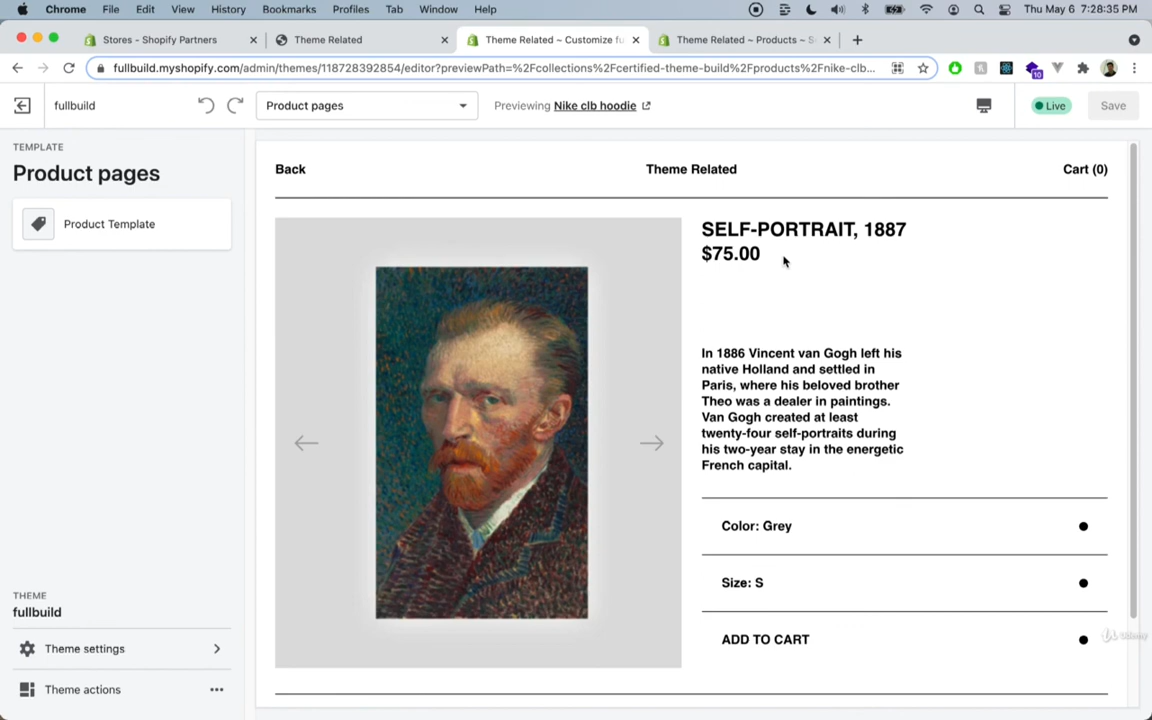 Chrome File Edit View History Bookmarks Profiles Tab Window Help Thu May 6 7:28:35 PM
Stores - Shopify Partners
Theme Related
Theme Related ~ Customize fu
Theme Related ~ Products ~ S
fullbuild.myshopify.com/admin/themes/118728392854/editor?previewPath=%2Fcollections%2Fcertified-theme-build%2Fproducts%2Fnike-clb...
10
fullbuild
Product pages
Previewing Nike clb hoodie
Live
Save
TEMPLATE
Product pages
Product Template
THEME
fullbuild
Theme settings
Theme actions
Back
Theme Related
Cart (0)
SELF-PORTRAIT, 1887
$75.00
In 1886 Vincent van Gogh left his
native Holland and settled in
Paris, where his beloved brother
Theo was a dealer in paintings.
Van Gogh created at least
twenty-four self-portraits during
his two-year stay in the energetic
French capital.
Color: Grey
Size: S
ADD TO CART
Udemy